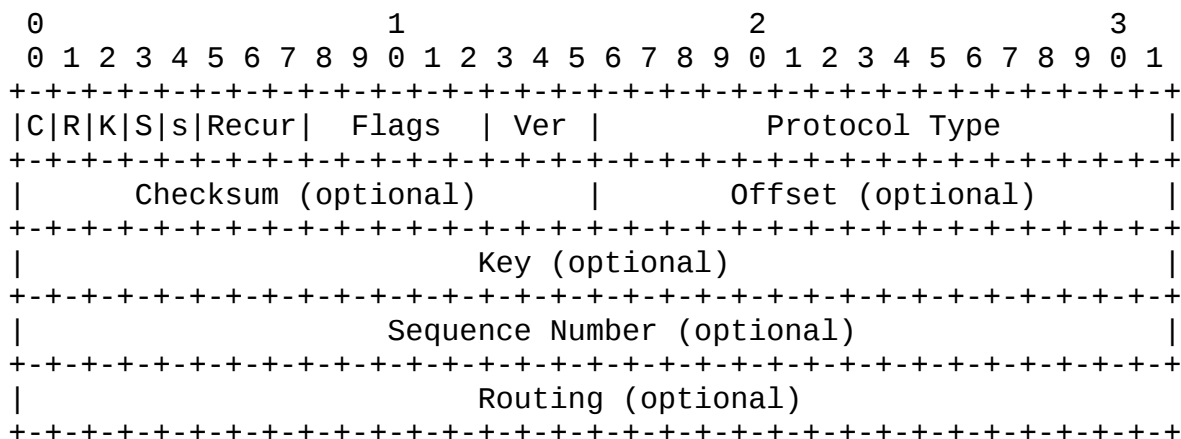 0                   1                   2                   3
 0 1 2 3 4 5 6 7 8 9 0 1 2 3 4 5 6 7 8 9 0 1 2 3 4 5 6 7 8 9 0 1
+-+-+-+-+-+-+-+-+-+-+-+-+-+-+-+-+-+-+-+-+-+-+-+-+-+-+-+-+-+-+-+-+
|C|R|K|S|s|Recur|  Flags  | Ver |         Protocol Type         |
+-+-+-+-+-+-+-+-+-+-+-+-+-+-+-+-+-+-+-+-+-+-+-+-+-+-+-+-+-+-+-+-+
|      Checksum (optional)      |       Offset (optional)       |
+-+-+-+-+-+-+-+-+-+-+-+-+-+-+-+-+-+-+-+-+-+-+-+-+-+-+-+-+-+-+-+-+
|                         Key (optional)                        |
+-+-+-+-+-+-+-+-+-+-+-+-+-+-+-+-+-+-+-+-+-+-+-+-+-+-+-+-+-+-+-+-+
|                    Sequence Number (optional)                 |
+-+-+-+-+-+-+-+-+-+-+-+-+-+-+-+-+-+-+-+-+-+-+-+-+-+-+-+-+-+-+-+-+
|                         Routing (optional)
+-+-+-+-+-+-+-+-+-+-+-+-+-+-+-+-+-+-+-+-+-+-+-+-+-+-+-+-+-+-+-+-+